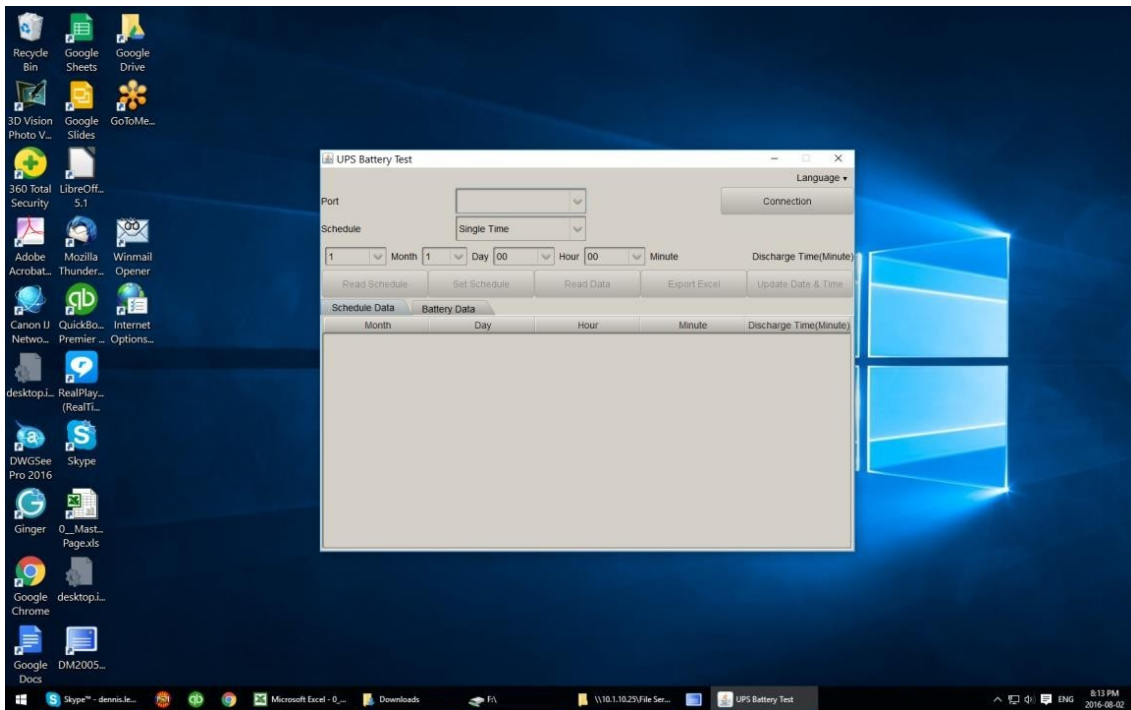 Recycle Bin
Google Sheets
Google Drive
3D Vision Photo V...
Google Slides
GoToMe...
360 Total Security
LibreOff... 5.1
Adobe Acrobat...
Mozilla Thunder...
Winmail Opener
Canon IJ Netwo...
QuickBo... Premier ...
Internet Options...
desktop.i...
RealPlay... (RealTi...
DWGSee Pro 2016
Skype
Ginger
0__Mast... Page.xls
Google Chrome
desktop.i...
Google Docs
DM2005...
UPS Battery Test
Language
Port
Connection
Schedule
Single Time
1 Month 1 Day 00 Hour 00 Minute Discharge Time(Minute)
Read Schedule Set Schedule Read Data Export Excel Update Date & Time
Schedule Data Battery Data
Month Day Hour Minute Discharge Time(Minute)
Skype™ - dennis.le...
qb
Microsoft Excel - 0_...
Downloads
F:\
\\10.1.10.25\File Ser...
UPS Battery Test
ENG
8:13 PM
2016-08-02